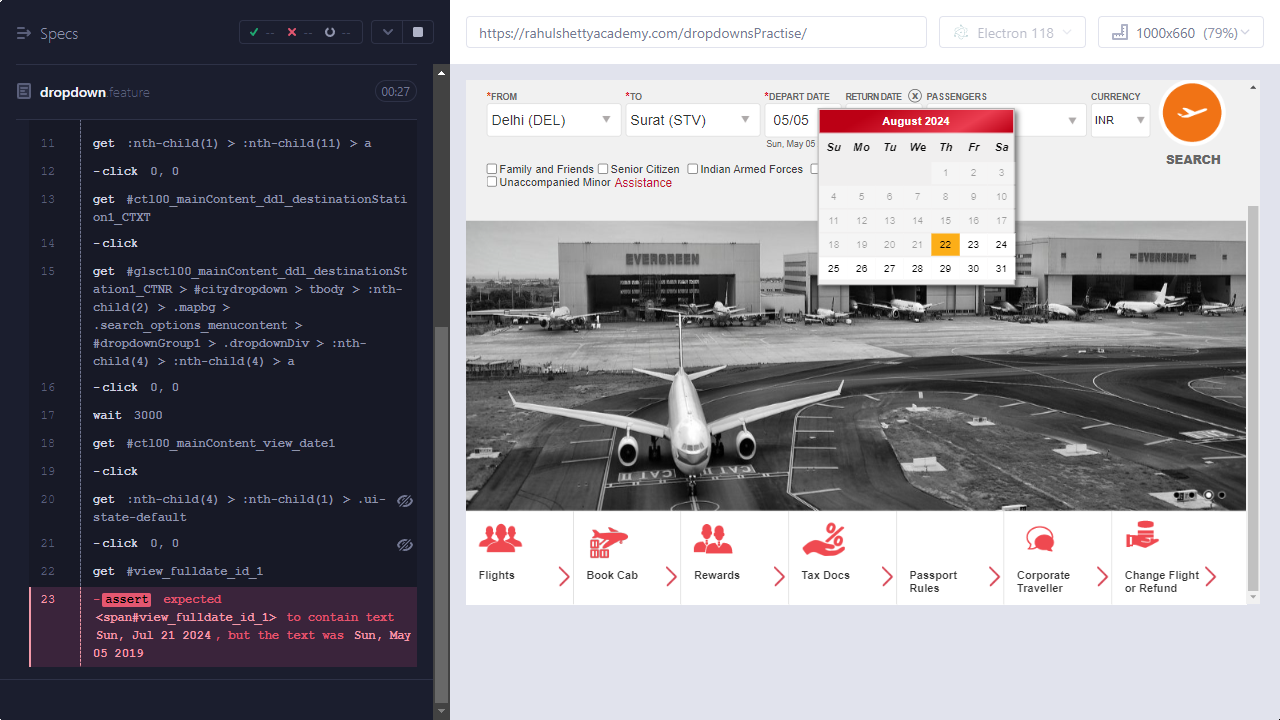 Specs
-- -- --
dropdown.feature 00:27
11 get :nth-child(1) > :nth-child(11) > a
12 -click 0, 0
13 get #ctl00_mainContent_ddl_destinationStati
on1_CTXT
14 -click
15 get #glsctl00_mainContent_ddl_destinationSt
ation1_CTNR > #citydropdown > tbody > :nth-
child(2) > .mapbg >
.search_options_menucontent >
#dropdownGroup1 > .dropdownDiv > :nth-
child(4) > :nth-child(4) > a
16 -click 0, 0
17 wait 3000
18 get #ctl00_mainContent_view_date1
19 -click
20 get :nth-child(4) > :nth-child(1) > .ui-
state-default
21 -click 0, 0
22 get #view_fulldate_id_1
23 -assert expected
<span#view_fulldate_id_1> to contain text
Sun, Jul 21 2024, but the text was Sun, May
05 2019
https://rahulshettyacademy.com/dropdownsPractise/
Electron 118
1000x660 (79%)
*FROM *TO *DEPART DATE RETURN DATE PASSENGERS CURRENCY
Delhi (DEL) Surat (STV) 05/05 INR
Sun, May 05
SEARCH
Family and Friends Senior Citizen Indian Armed Forces
Unaccompanied Minor Assistance
August 2024
Su Mo Tu We Th Fr Sa
1 2 3
4 5 6 7 8 9 10
11 12 13 14 15 16 17
18 19 20 21 22 23 24
25 26 27 28 29 30 31
EVERGREEN EVERGREEN
CAT II CAT II
Flights Book Cab Rewards Tax Docs Passport
Rules
Corporate
Traveller
Change Flight
or Refund